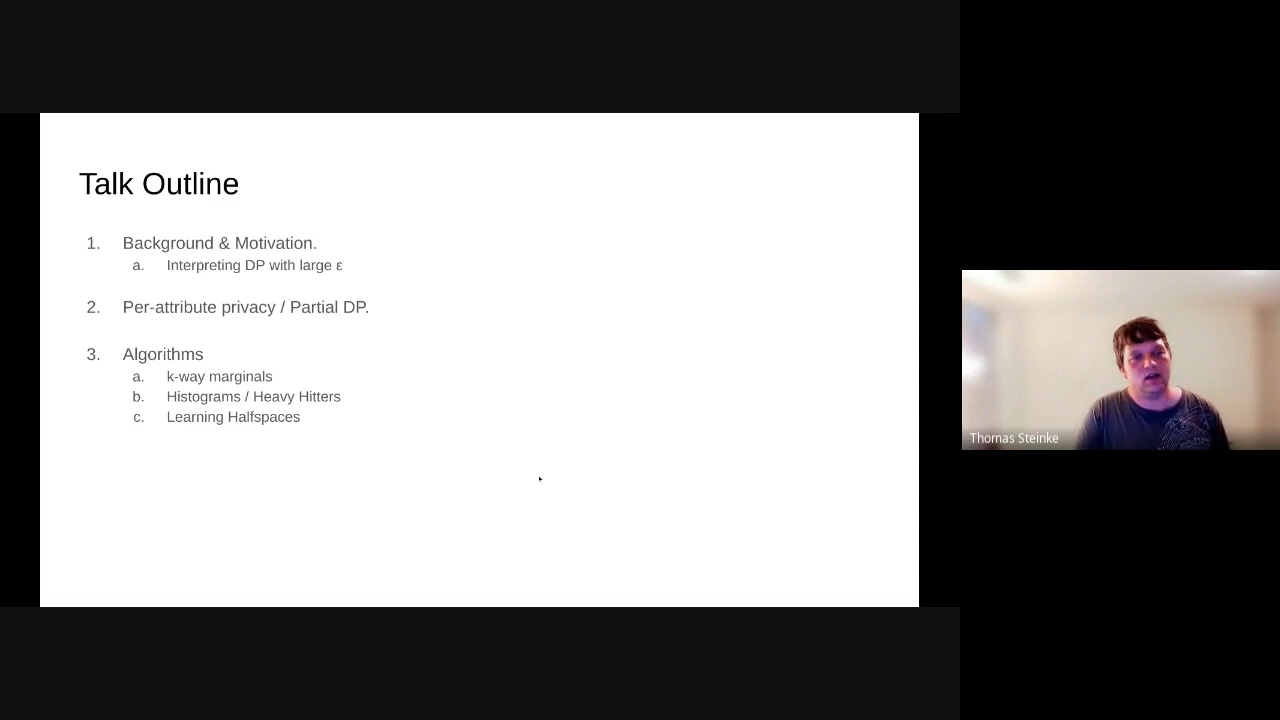 Talk Outline
1. Background & Motivation.
a. Interpreting DP with large ε
2. Per-attribute privacy / Partial DP.
3. Algorithms
a. k-way marginals
b. Histograms / Heavy Hitters
c. Learning Halfspaces
Thomas Steinke